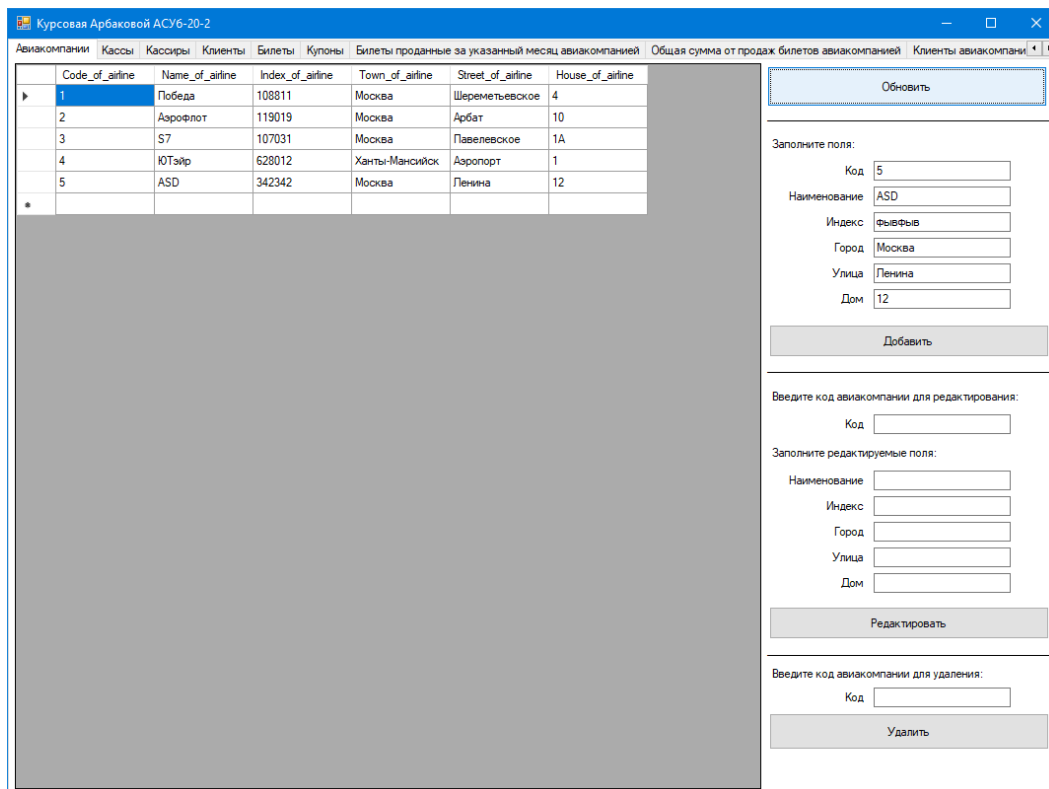 Курсовая Арбаковой АСУб-20-2
Авиакомпании Кассы Кассиры Клиенты Билеты Купоны Билеты проданные за указанный месяц авиакомпанией Общая сумма от продаж билетов авиакомпанией Клиенты авиакомпани
Code_of_airline Name_of_airline Index_of_airline Town_of_airline Street_of_airline House_of_airline
1 Победа 108811 Москва Шереметьевское 4
2 Аэрофлот 119019 Москва Арбат 10
3 S7 107031 Москва Павелевское 1А
4 ЮТэйр 628012 Ханты-Мансийск Аэропорт 1
5 ASD 342342 Москва Ленина 12
Обновить
Заполните поля:
Код 5
Наименование ASD
Индекс фывфыв
Город Москва
Улица Ленина
Дом 12
Добавить
Введите код авиакомпании для редактирования:
Код
Заполните редактируемые поля:
Наименование
Индекс
Город
Улица
Дом
Редактировать
Введите код авиакомпании для удаления:
Код
Удалить